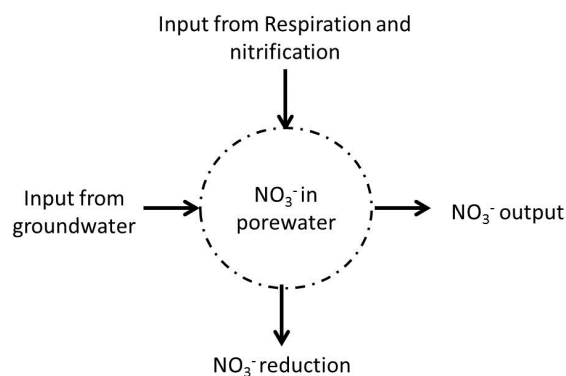 Input from Respiration and
nitrification
Input from
groundwater
NO₃⁻ in
porewater
NO₃⁻ output
NO₃⁻ reduction